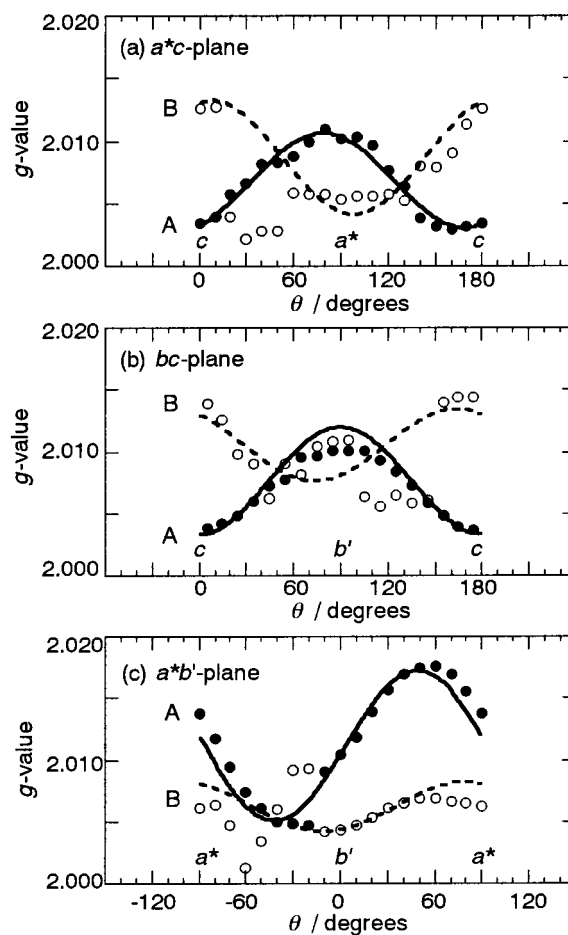 2.020
(a) a*c-plane
B
2.010
g-value
A
c
a*
c
2.000
0
60
120
180
θ / degrees
2.020
(b) bc-plane
B
2.010
g-value
A
c
b'
c
2.000
0
60
120
180
θ / degrees
2.020
(c) a*b'-plane
A
2.010
g-value
B
a*
b'
a*
2.000
-120
-60
0
60
120
θ / degrees